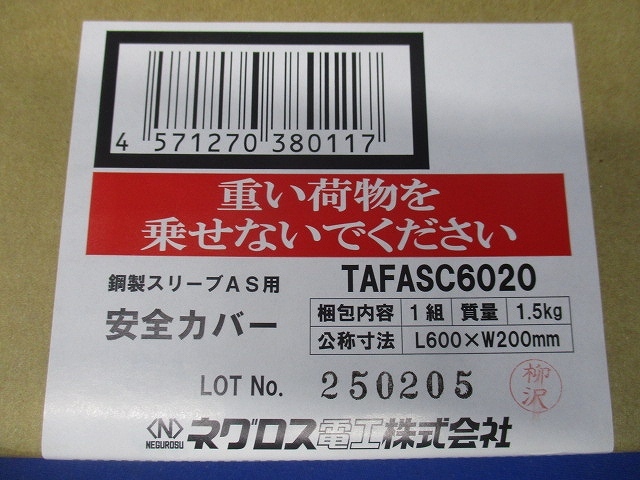 4 571270 380117
重い荷物を
乗せないでください
鋼製スリーブAS用
TAFASC6020
安全カバー
梱包内容 1組 質量 1.5kg
公称寸法 L600×W200mm
LOT No. 250205
柳沢
N
NEGUROSU
ネグロス電工株式会社